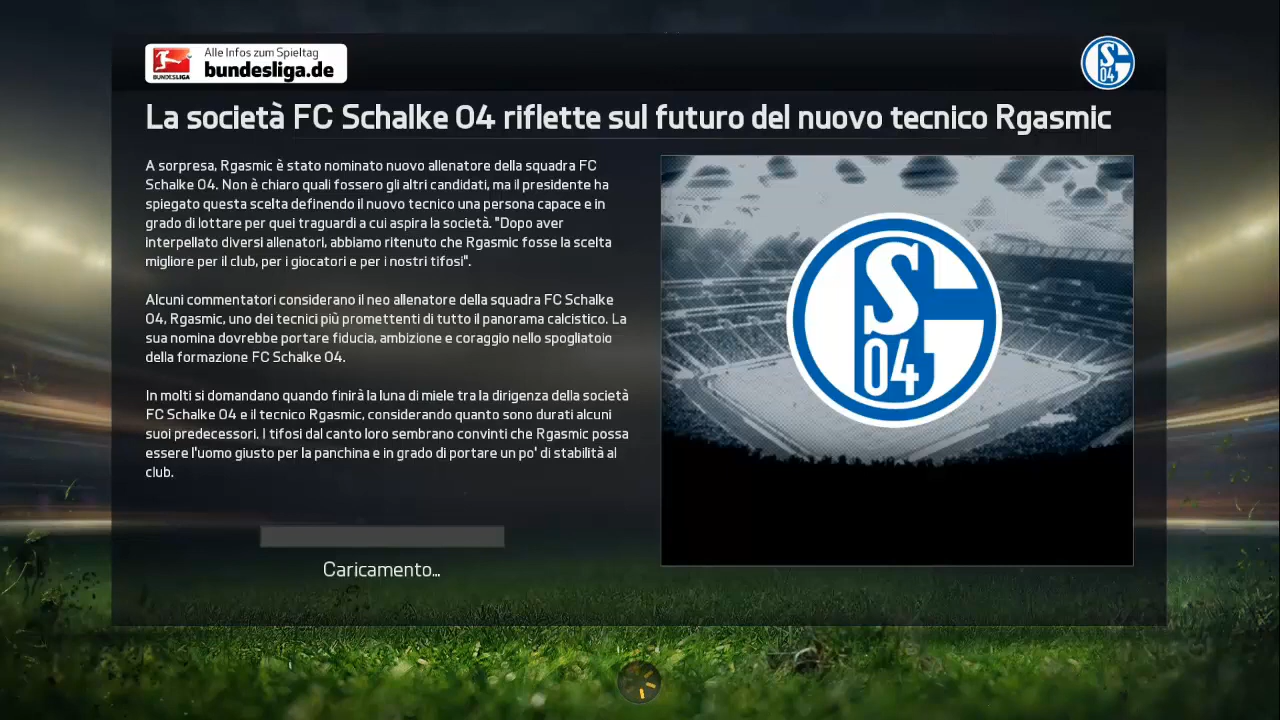 Alle Infos zum Spieltag
bundesliga.de
BUNDESLIGA
S
04
La società FC Schalke 04 riflette sul futuro del nuovo tecnico Rgasmic
A sorpresa, Rgasmic è stato nominato nuovo allenatore della squadra FC
Schalke 04. Non è chiaro quali fossero gli altri candidati, ma il presidente ha
spiegato questa scelta definendo il nuovo tecnico una persona capace e in
grado di lottare per quei traguardi a cui aspira la società. "Dopo aver
interpellato diversi allenatori, abbiamo ritenuto che Rgasmic fosse la scelta
migliore per il club, per i giocatori e per i nostri tifosi".
Alcuni commentatori considerano il neo allenatore della squadra FC Schalke
04, Rgasmic, uno dei tecnici più promettenti di tutto il panorama calcistico. La
sua nomina dovrebbe portare fiducia, ambizione e coraggio nello spogliatoio
della formazione FC Schalke 04.
In molti si domandano quando finirà la luna di miele tra la dirigenza della società
FC Schalke 04 e il tecnico Rgasmic, considerando quanto sono durati alcuni
suoi predecessori. I tifosi dal canto loro sembrano convinti che Rgasmic possa
essere l'uomo giusto per la panchina e in grado di portare un po' di stabilità al
club.
S
04
Caricamento...